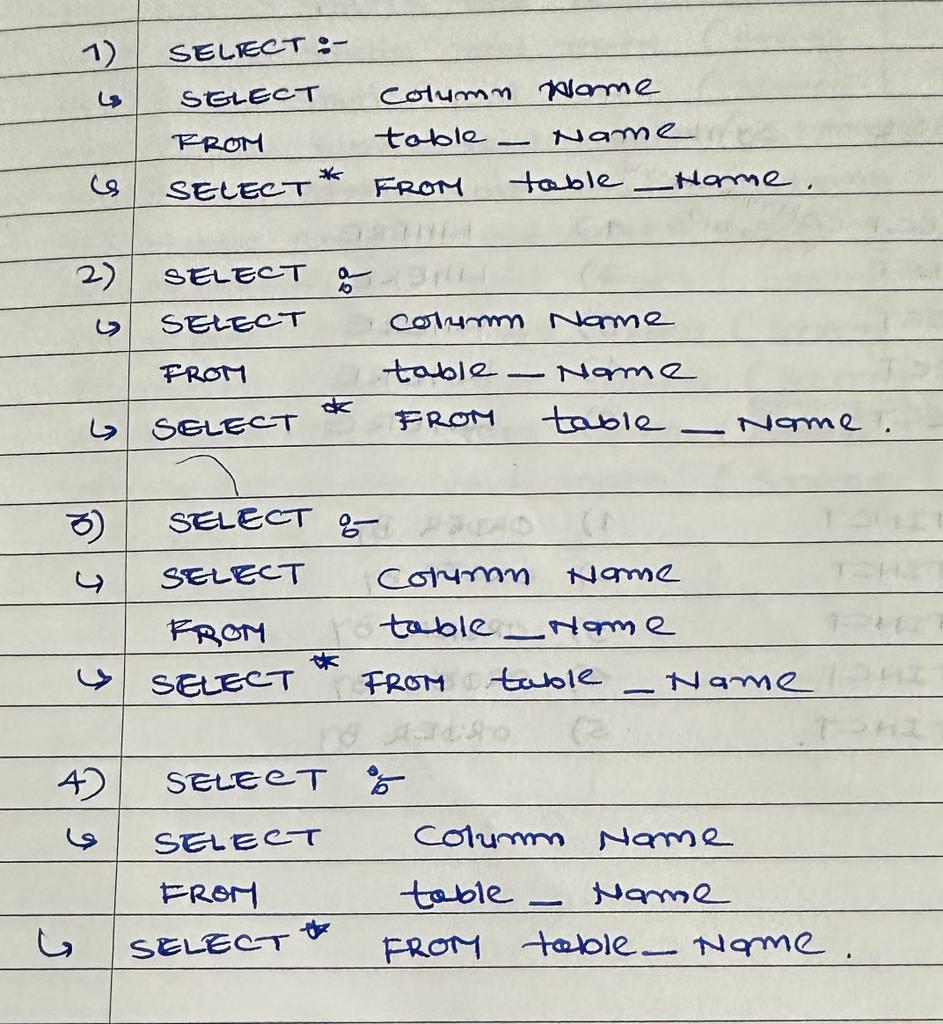 1) SELECT :-
↳ SELECT Column Name
FROM table _ Name
↳ SELECT * FROM table _ Name.
2) SELECT :-
↳ SELECT Column Name
FROM table _ Name
↳ SELECT * FROM table _ Name.
3) SELECT :-
↳ SELECT Column Name
FROM table _ Name
↳ SELECT * FROM table _ Name
4) SELECT :-
↳ SELECT Column Name
FROM table _ Name
↳ SELECT * FROM table _ Name.